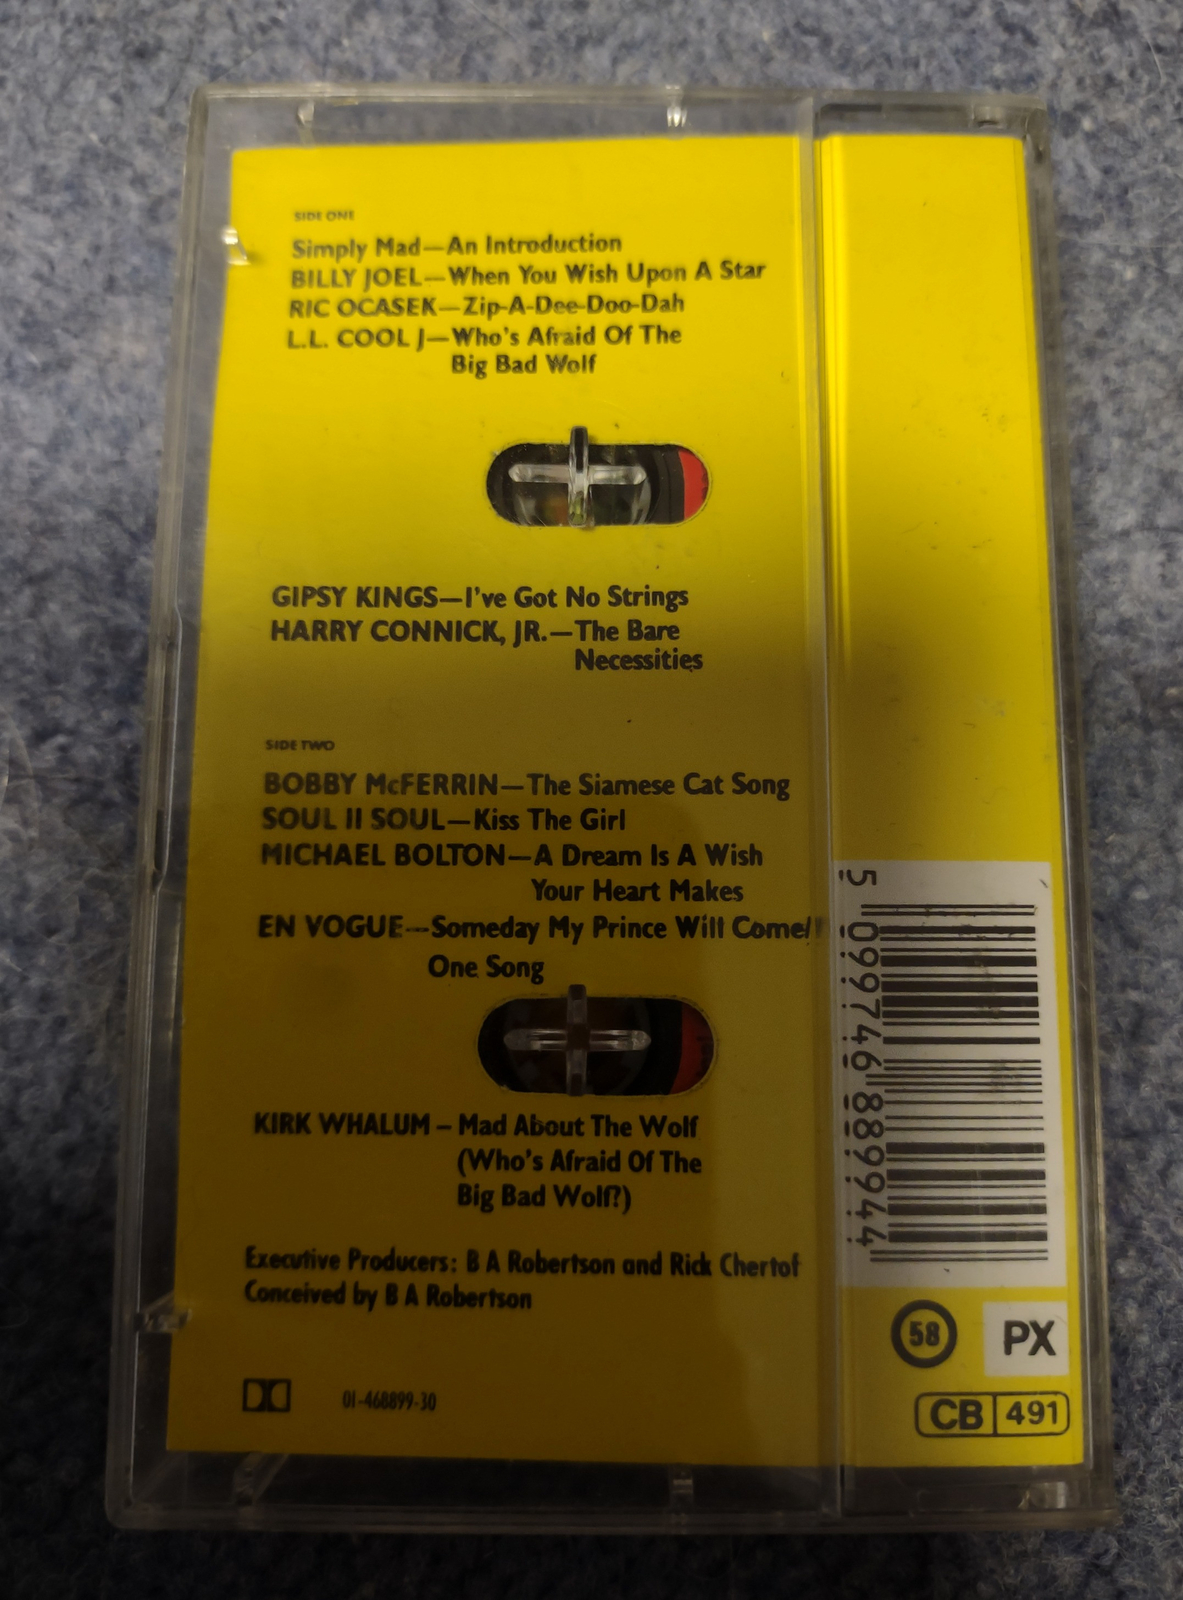 SIDE ONE
Simply Mad—An Introduction
BILLY JOEL—When You Wish Upon A Star
RIC OCASEK—Zip-A-Dee-Doo-Dah
L.L. COOL J—Who's Afraid Of The
Big Bad Wolf
GIPSY KINGS—I've Got No Strings
HARRY CONNICK, JR.—The Bare
Necessities
SIDE TWO
BOBBY McFERRIN—The Siamese Cat Song
SOUL II SOUL—Kiss The Girl
MICHAEL BOLTON—A Dream Is A Wish
Your Heart Makes
EN VOGUE—Someday My Prince Will Come/
One Song
KIRK WHALUM – Mad About The Wolf
(Who's Afraid Of The
Big Bad Wolf?)
Executive Producers: B A Robertson and Rick Chertof
Conceived by B A Robertson
01-468899-30
5 099746 889944
58
PX
CB 491